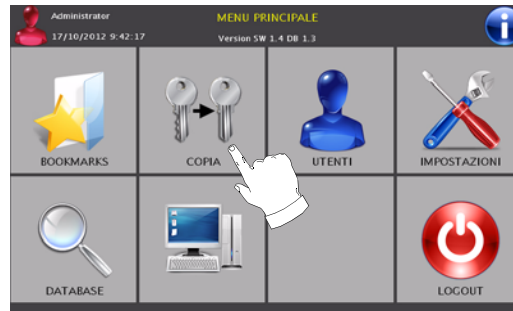 Administrator
MENU PRINCIPALE
17/10/2012 9:42:17
Version SW 1.4 DB 1.3
BOOKMARKS
COPIA
UTENTI
IMPOSTAZIONI
DATABASE
LOGOUT